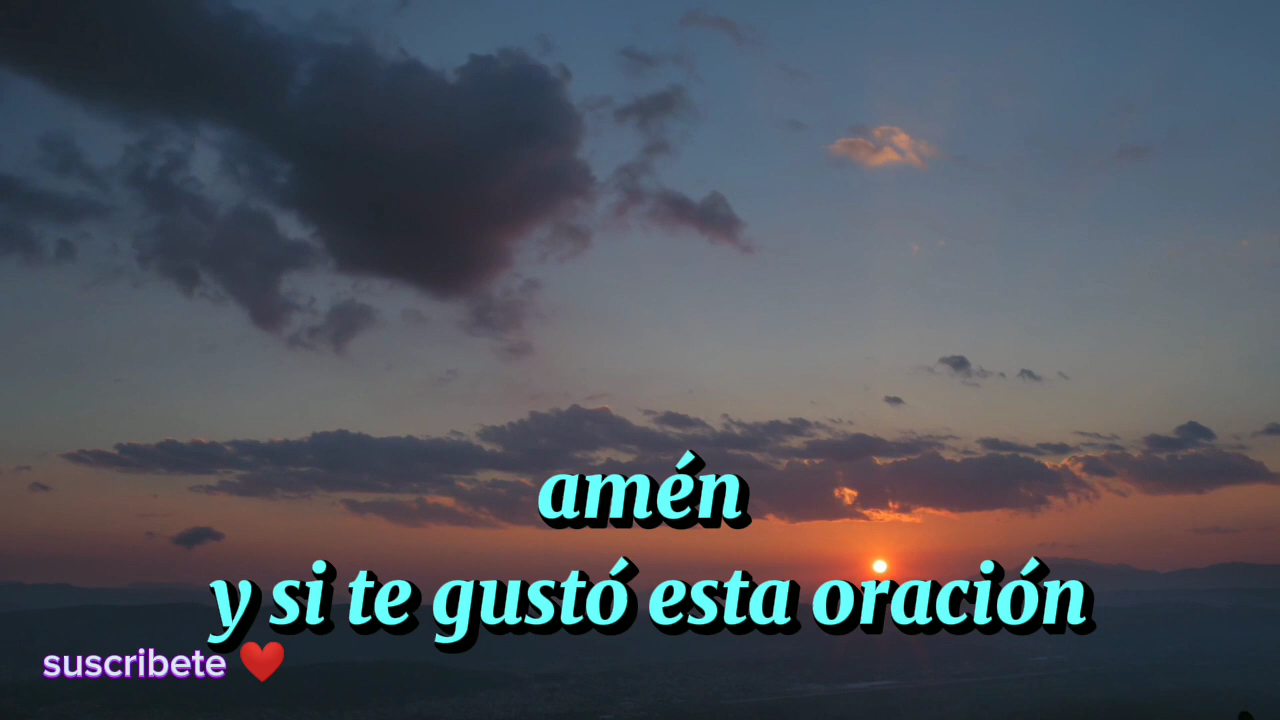 amén
y si te gustó esta oración
suscribete ❤️